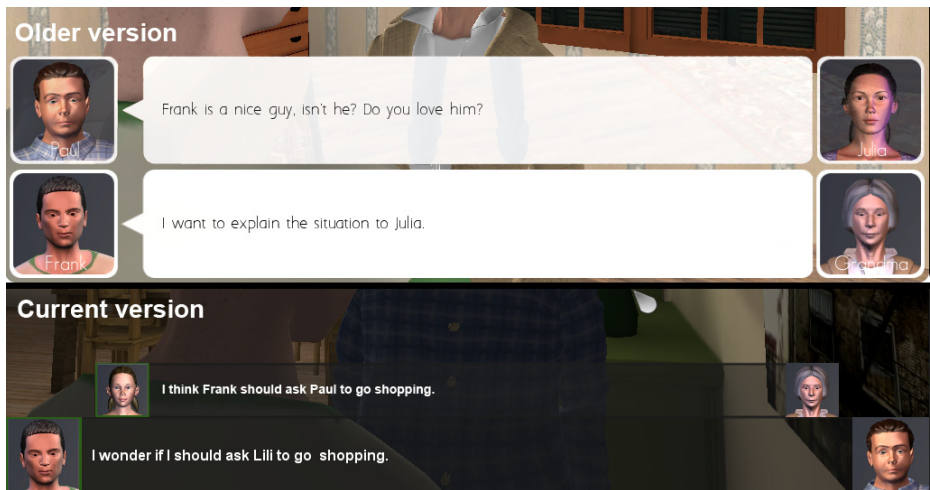 Older version
Frank is a nice guy, isn't he? Do you love him?
Paul
Julia
I want to explain the situation to Julia.
Frank
Grandma
Current version
I think Frank should ask Paul to go shopping.
I wonder if I should ask Lili to go  shopping.